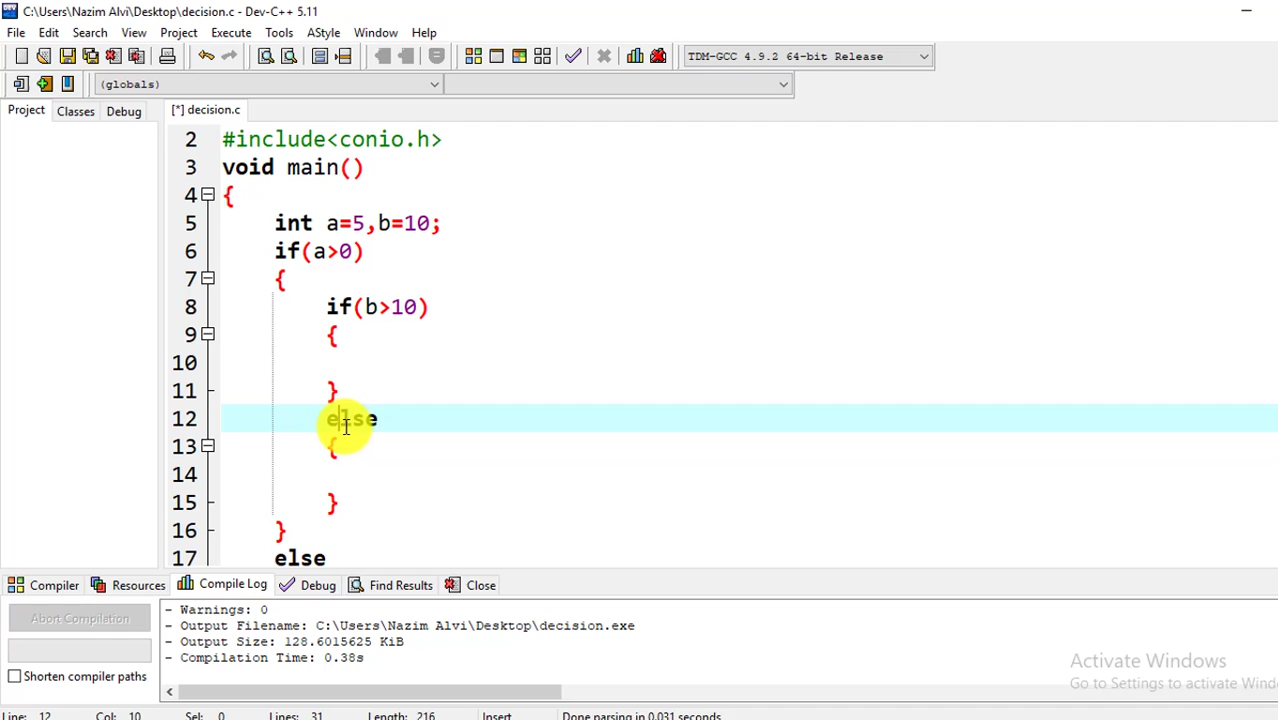 C:\Users\Nazim Alvi\Desktop\decision.c - Dev-C++ 5.11
File Edit Search View Project Execute Tools AStyle Window Help
TDM-GCC 4.9.2 64-bit Release
(globals)
Project Classes Debug [*] decision.c
2 #include<conio.h>
3 void main()
4 {
5 int a=5,b=10;
6 if(a>0)
7 {
8 if(b>10)
9 {
10
11 }
12 else
13 {
14
15 }
16 }
17 else
Compiler Resources Compile Log Debug Find Results Close
Abort Compilation
Shorten compiler paths
- Warnings: 0
- Output Filename: C:\Users\Nazim Alvi\Desktop\decision.exe
- Output Size: 128.6015625 KiB
- Compilation Time: 0.38s
Activate Windows
Go to Settings to activate Wind
Line: 12 Col: 10 Sel: 0 Lines: 31 Length: 216 Insert Done parsing in 0.031 seconds